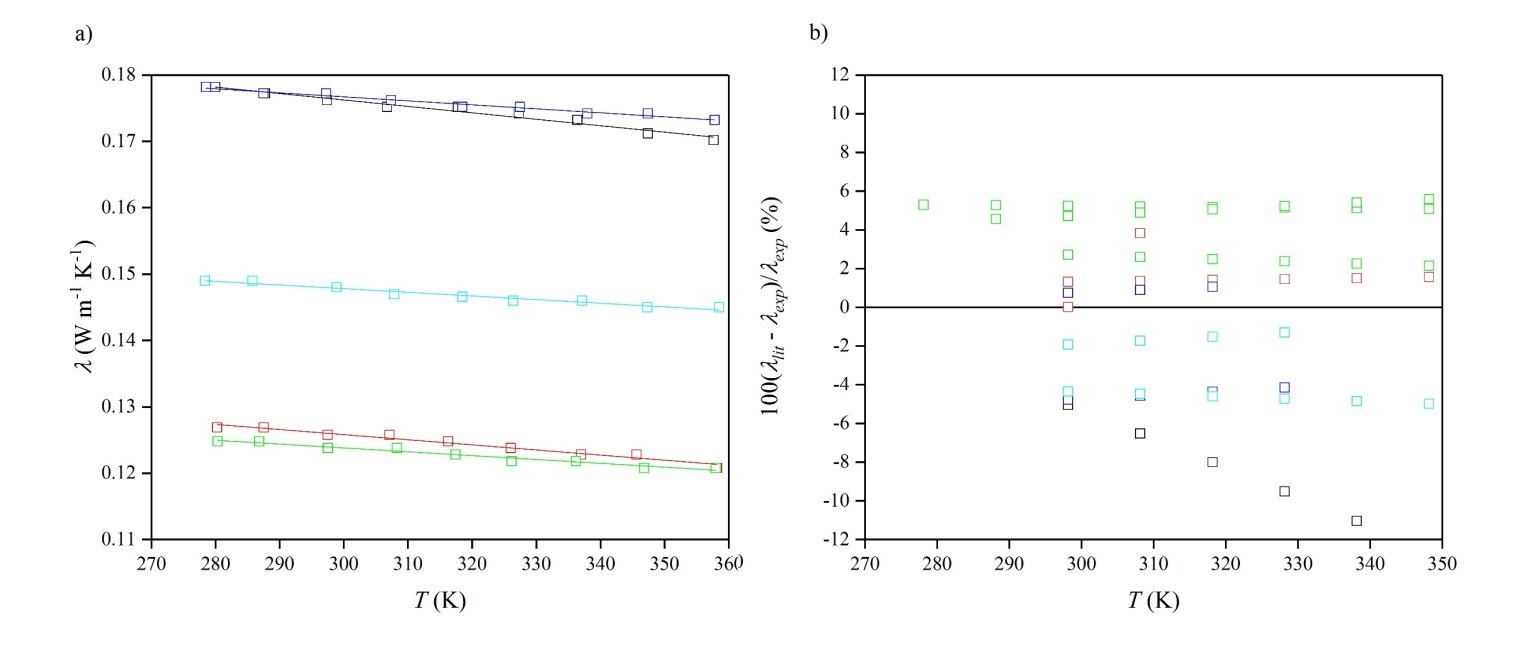 a)
0.18
0.17
0.16
0.15
0.14
0.13
0.12
0.11
λ (W m⁻¹ K⁻¹)
270 280 290 300 310 320 330 340 350 360
T (K)
b)
12
10
8
6
4
2
0
-2
-4
-6
-8
-10
-12
100(λlit - λexp)/λexp (%)
270 280 290 300 310 320 330 340 350
T (K)